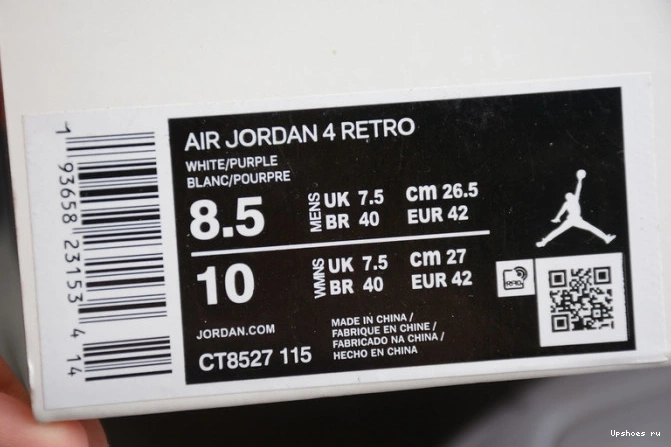 AIR JORDAN 4 RETRO
WHITE/PURPLE
BLANC/POURPRE
8.5
MENS
UK 7.5 cm 26.5
BR 40 EUR 42
10
WMNS
UK 7.5 cm 27
BR 40 EUR 42
JORDAN.COM
CT8527 115
MADE IN CHINA /
FABRIQUE EN CHINE /
FABRICADO NA CHINA /
HECHO EN CHINA
RFID
1 93658 23153 4 14
Upshoes ru